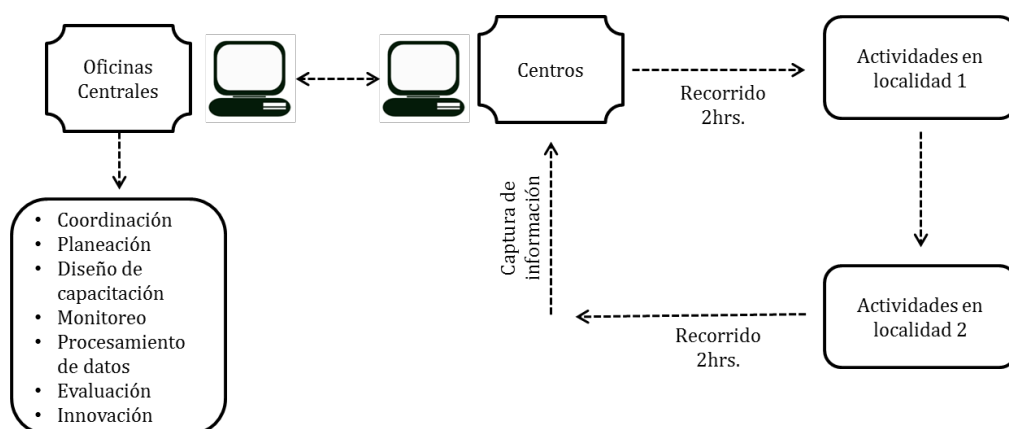 Oficinas
Centrales
Centros
Recorrido
2hrs.
Actividades en
localidad 1
• Coordinación
• Planeación
• Diseño de
capacitación
• Monitoreo
• Procesamiento
de datos
• Evaluación
• Innovación
Captura de
información
Recorrido
2hrs.
Actividades en
localidad 2